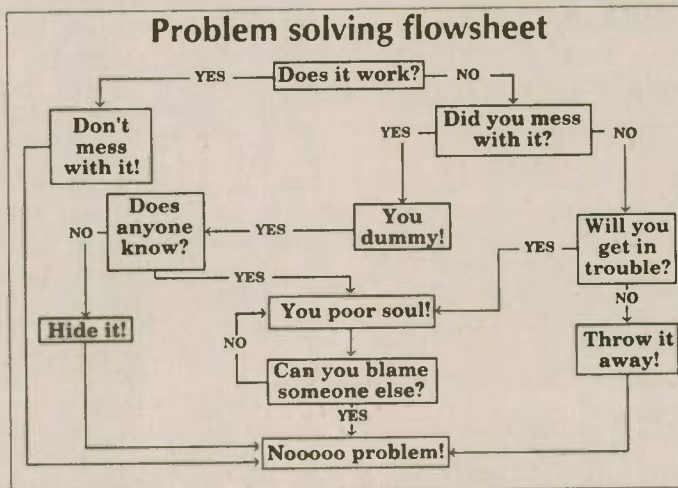 Problem solving flowsheet
Does it work?
YES
NO
Don't
mess
with it!
Did you mess
with it?
YES
NO
Does
anyone
know?
NO
YES
You
dummy!
Will you
get in
trouble?
YES
YES
You poor soul!
NO
Hide it!
NO
Throw it
away!
Can you blame
someone else?
YES
Nooooo problem!